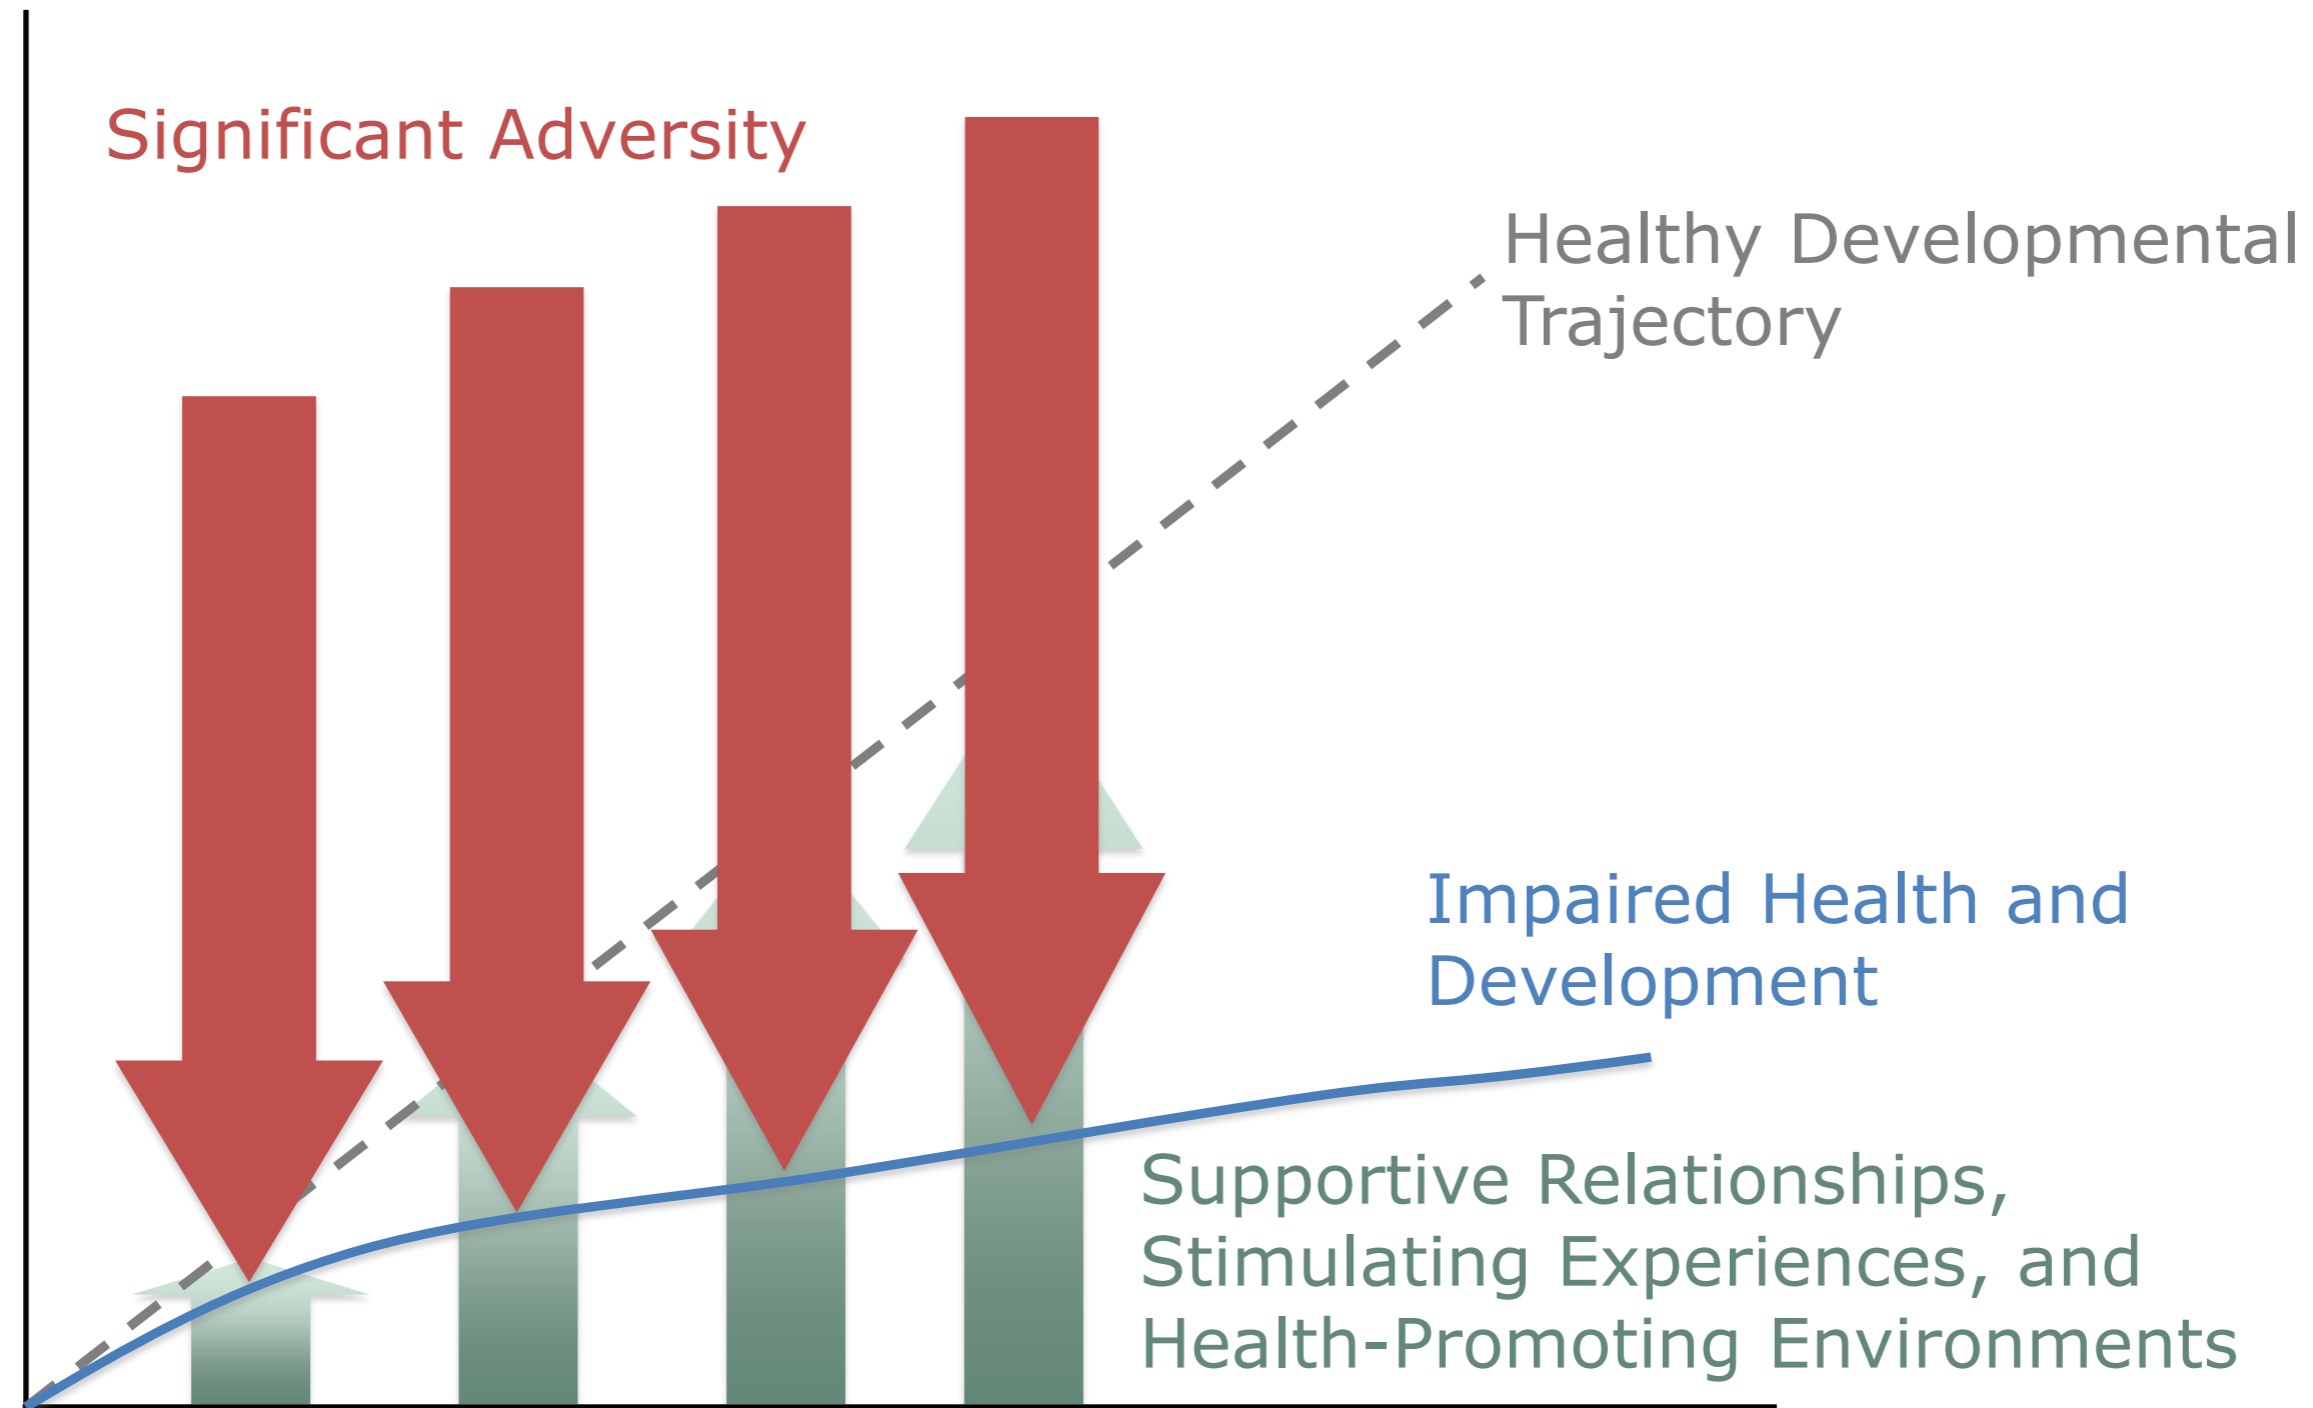 Significant Adversity
Healthy Developmental
Trajectory
Impaired Health and
Development
Supportive Relationships,
Stimulating Experiences, and
Health-Promoting Environments